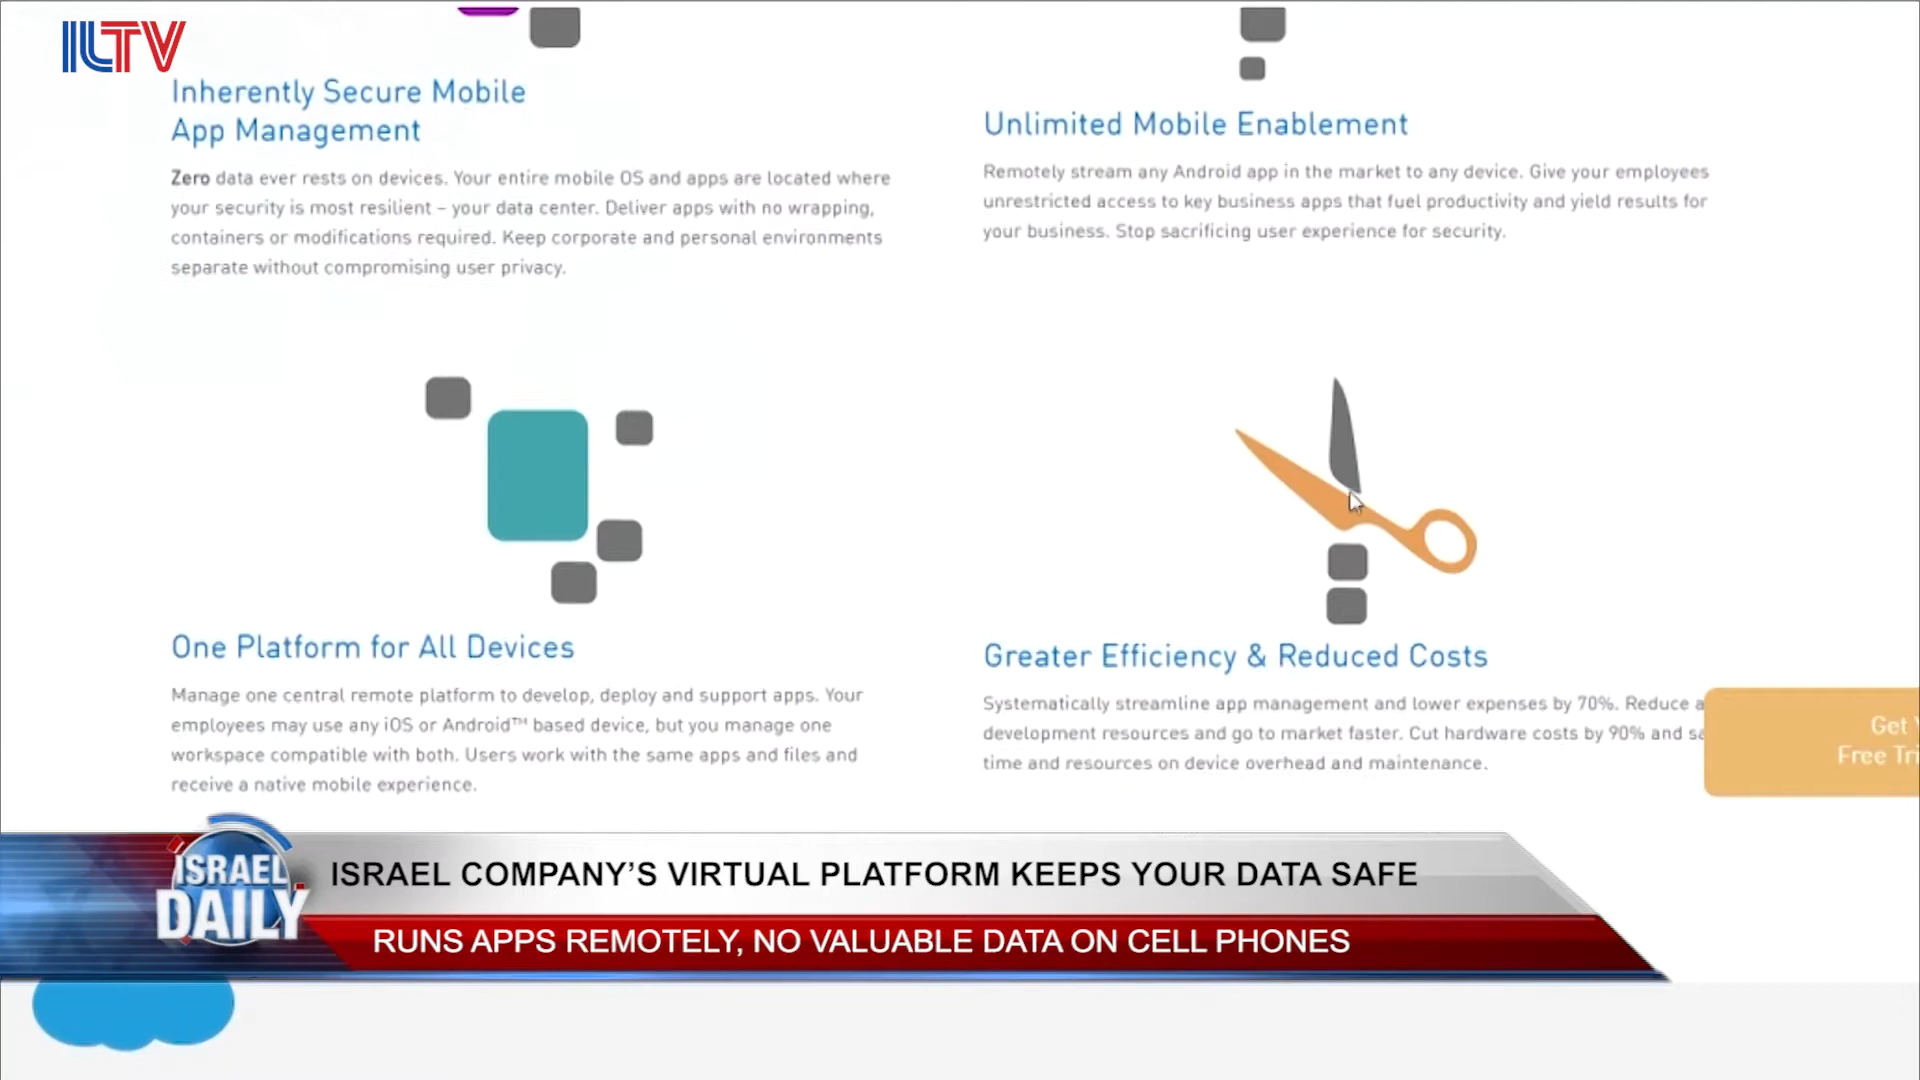 ILTV
Inherently Secure Mobile
App Management
Zero data ever rests on devices. Your entire mobile OS and apps are located where
your security is most resilient – your data center. Deliver apps with no wrapping,
containers or modifications required. Keep corporate and personal environments
separate without compromising user privacy.
Unlimited Mobile Enablement
Remotely stream any Android app in the market to any device. Give your employees
unrestricted access to key business apps that fuel productivity and yield results for
your business. Stop sacrificing user experience for security.
One Platform for All Devices
Manage one central remote platform to develop, deploy and support apps. Your
employees may use any iOS or Android™ based device, but you manage one
workspace compatible with both. Users work with the same apps and files and
receive a native mobile experience.
Greater Efficiency & Reduced Costs
Systematically streamline app management and lower expenses by 70%. Reduce
development resources and go to market faster. Cut hardware costs by 90% and
time and resources on device overhead and maintenance.
Get
Free
ISRAEL
DAILY
ISRAEL COMPANY'S VIRTUAL PLATFORM KEEPS YOUR DATA SAFE
RUNS APPS REMOTELY, NO VALUABLE DATA ON CELL PHONES